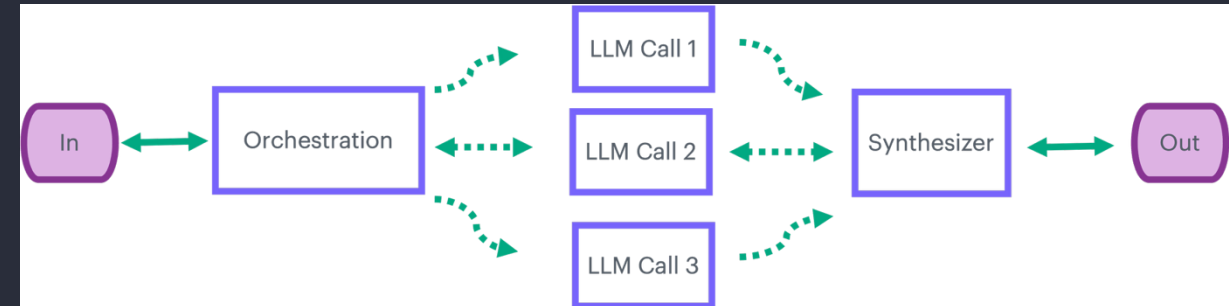 In
Orchestration
LLM Call 1
LLM Call 2
LLM Call 3
Synthesizer
Out